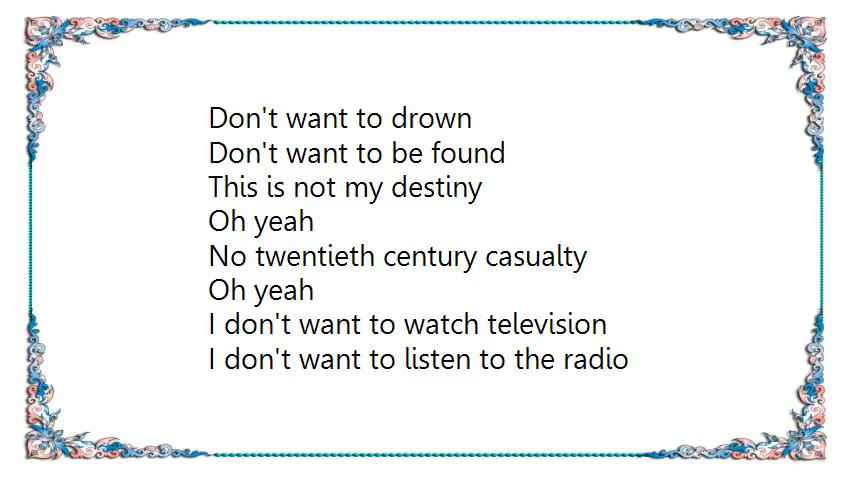 Don't want to drown
Don't want to be found
This is not my destiny
Oh yeah
No twentieth century casualty
Oh yeah
I don't want to watch television
I don't want to listen to the radio